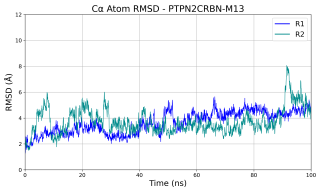 Cα Atom RMSD - PTPN2CRBN-M13
12
10
8
6
4
2
0
RMSD (Å)
R1
R2
0 20 40 60 80 100
Time (ns)